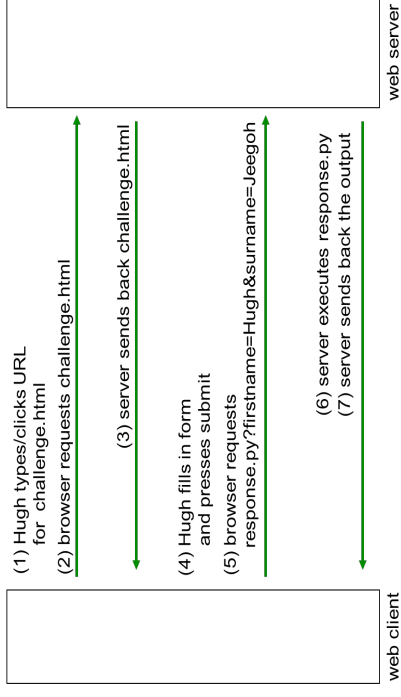 (1) Hugh types/clicks URL
for challenge.html
(2) browser requests challenge.html
(3) server sends back challenge.html
(4) Hugh fills in form
and presses submit
(5) browser requests
response.py?firstname=Hugh&surname=Jeegoh
(6) server executes response.py
(7) server sends back the output
web client
web server